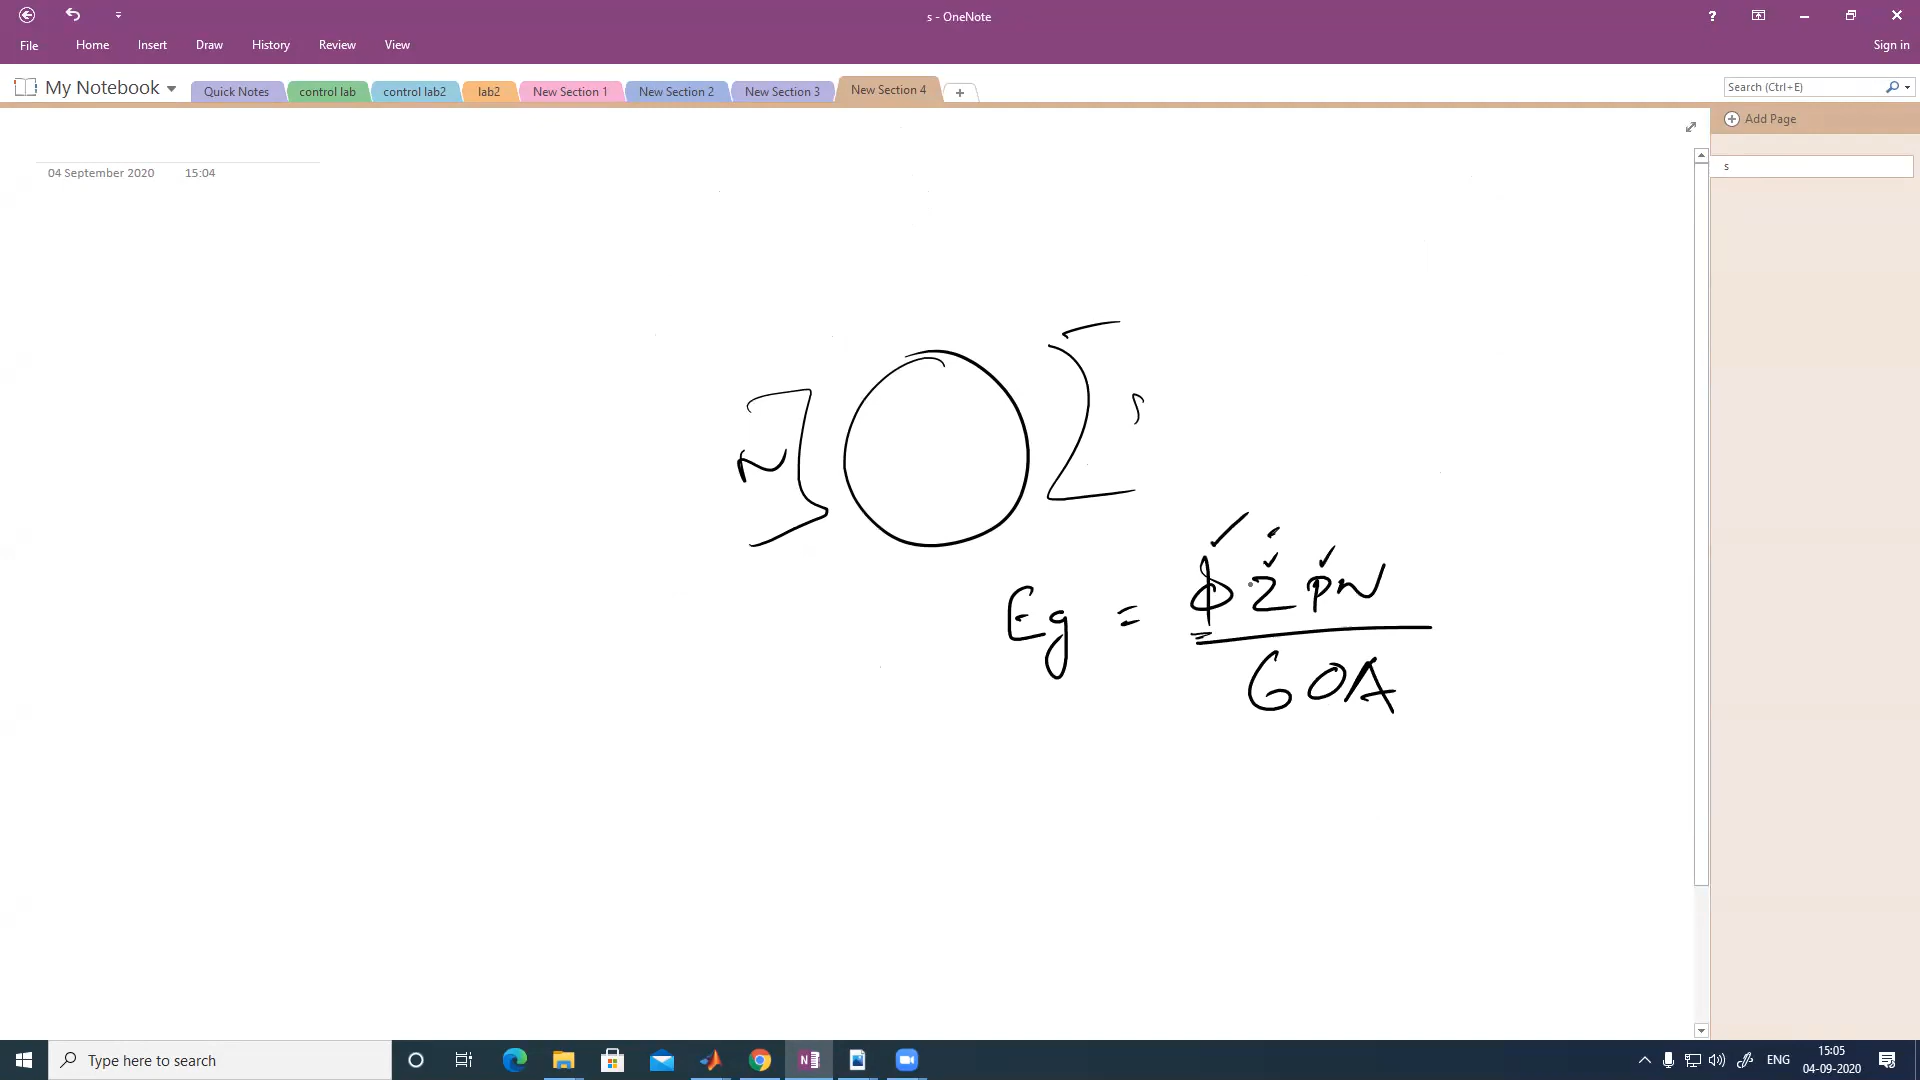 s - OneNote
File Home Insert Draw History Review View Sign in
My Notebook Quick Notes control lab control lab2 lab2 New Section 1 New Section 2 New Section 3 New Section 4 Search (Ctrl+E)
Add Page
s
04 September 2020 15:04
N
S
Eg = ϕZPN
60A
Type here to search
ENG
15:05
04-09-2020